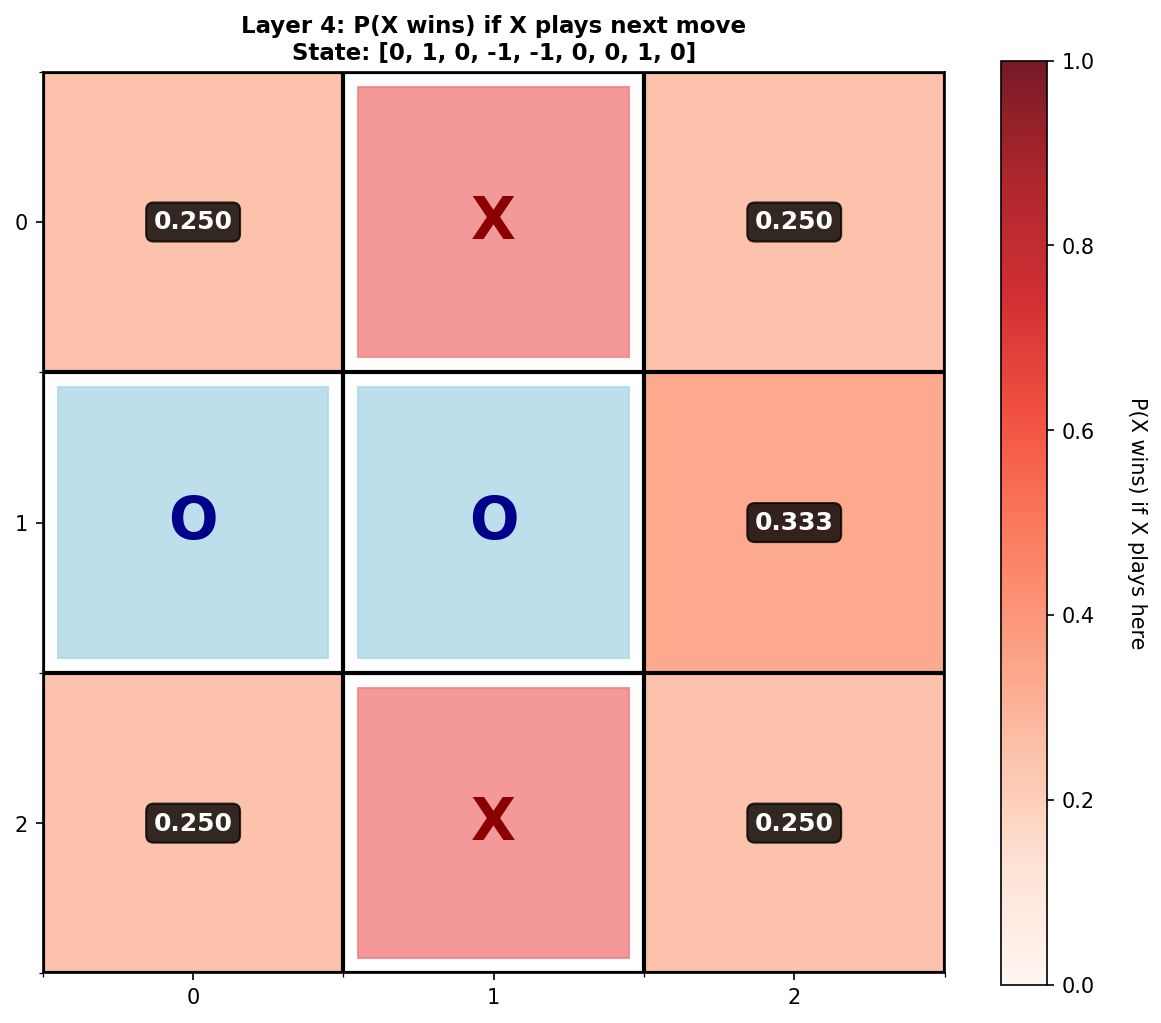 Layer 4: P(X wins) if X plays next move
State: [0, 1, 0, -1, -1, 0, 0, 1, 0]
0.250
X
0.250
0
O
O
0.333
1
0.250
X
0.250
2
0
1
2
1.0
0.8
0.6
0.4
0.2
0.0
P(X wins) if X plays here